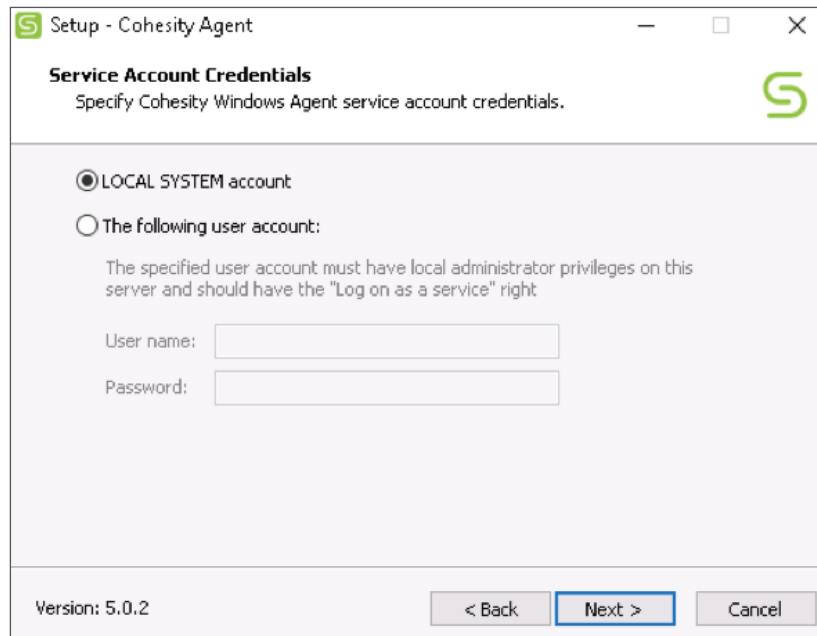 Setup - Cohesity Agent
Service Account Credentials
Specify Cohesity Windows Agent service account credentials.
LOCAL SYSTEM account
The following user account:
The specified user account must have local administrator privileges on this
server and should have the "Log on as a service" right
User name:
Password:
Version: 5.0.2
< Back
Next >
Cancel